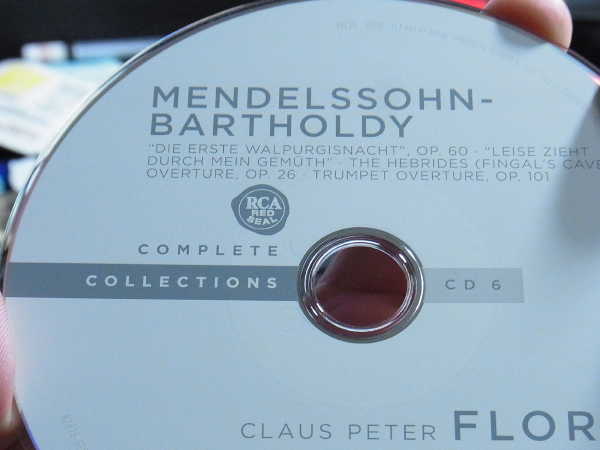 MENDELSSOHN-
BARTHOLDY
"DIE ERSTE WALPURGISNACHT", OP. 60 · "LEISE ZIEHT
DURCH MEIN GEMÜTH" · THE HEBRIDES (FINGAL'S CAVE
OVERTURE, OP. 26 · TRUMPET OVERTURE, OP. 101
RCA
RED
SEAL
COMPLETE
COLLECTIONS
CD 6
CLAUS PETER FLOR